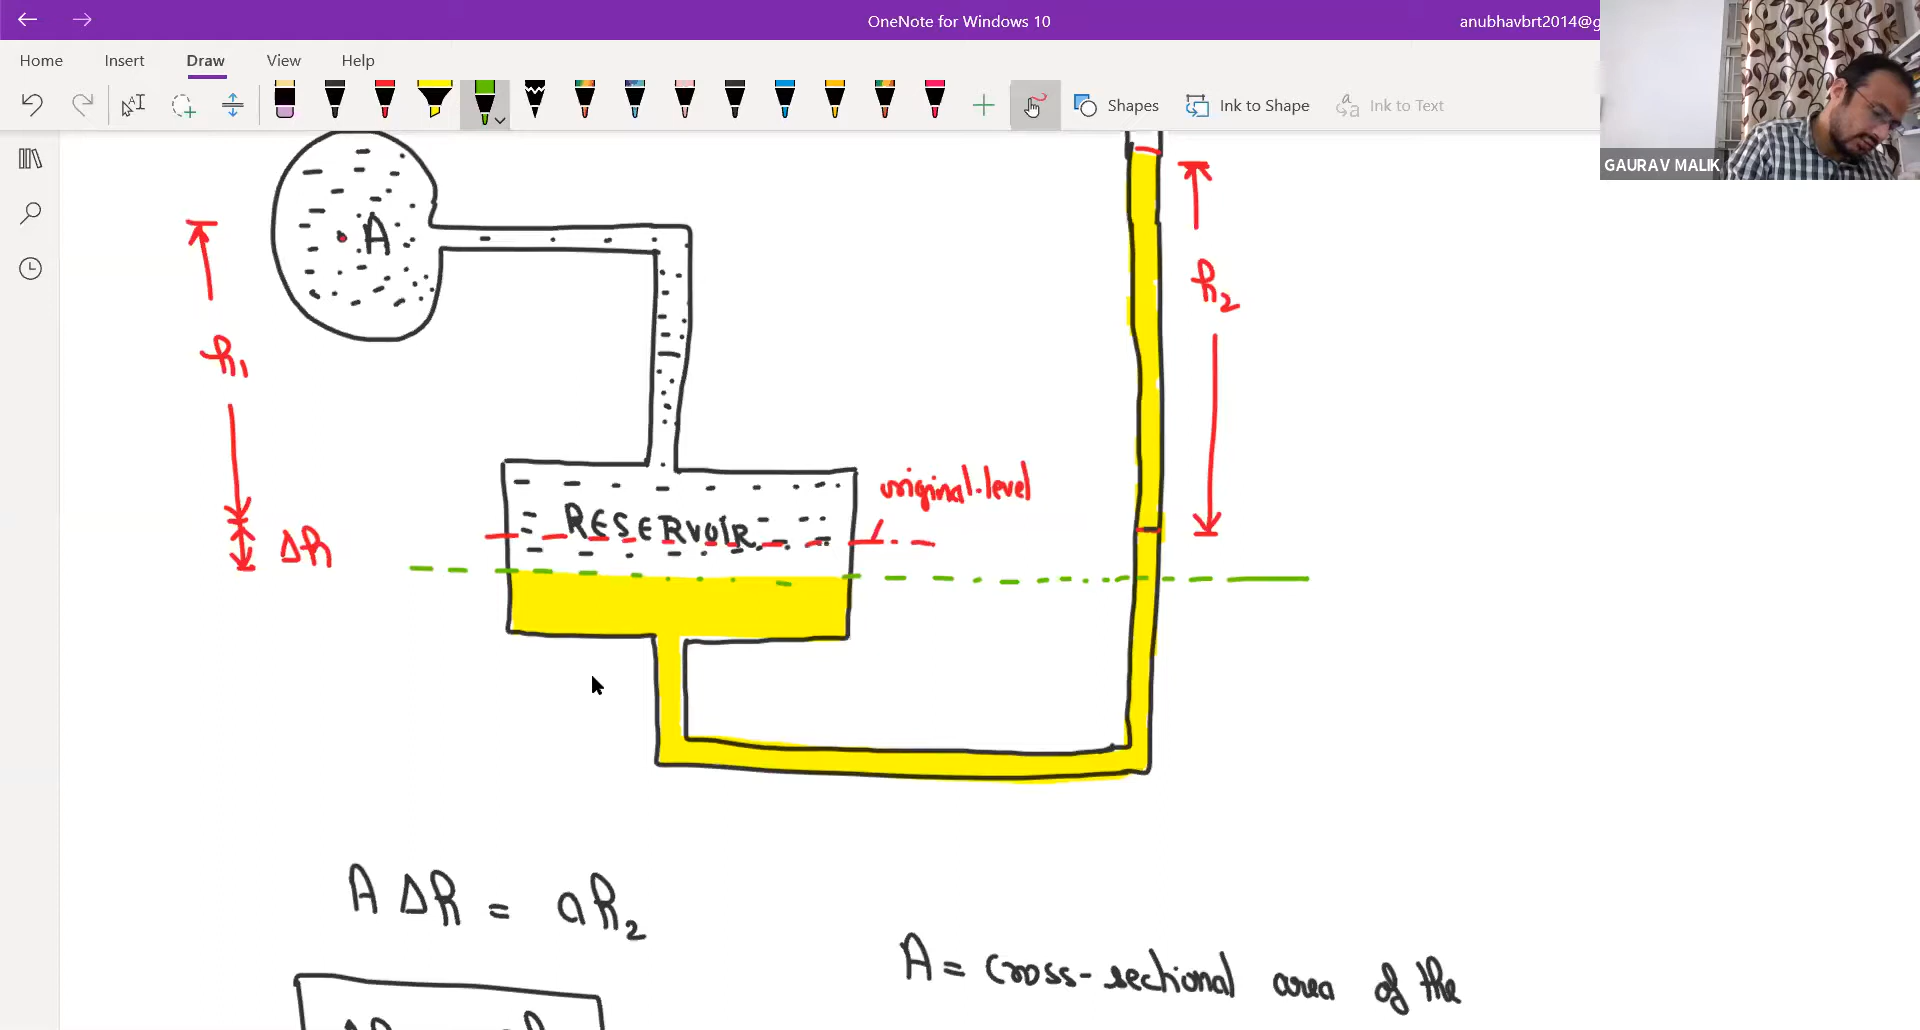 OneNote for Windows 10
anubhavbrt2014@g
Home Insert Draw View Help
Shapes Ink to Shape Ink to Text
GAURAV MALIK
A
h₁
h₂
original level
RESERVOIR
Δh
A Δh = a h₂
A = cross-sectional area of the